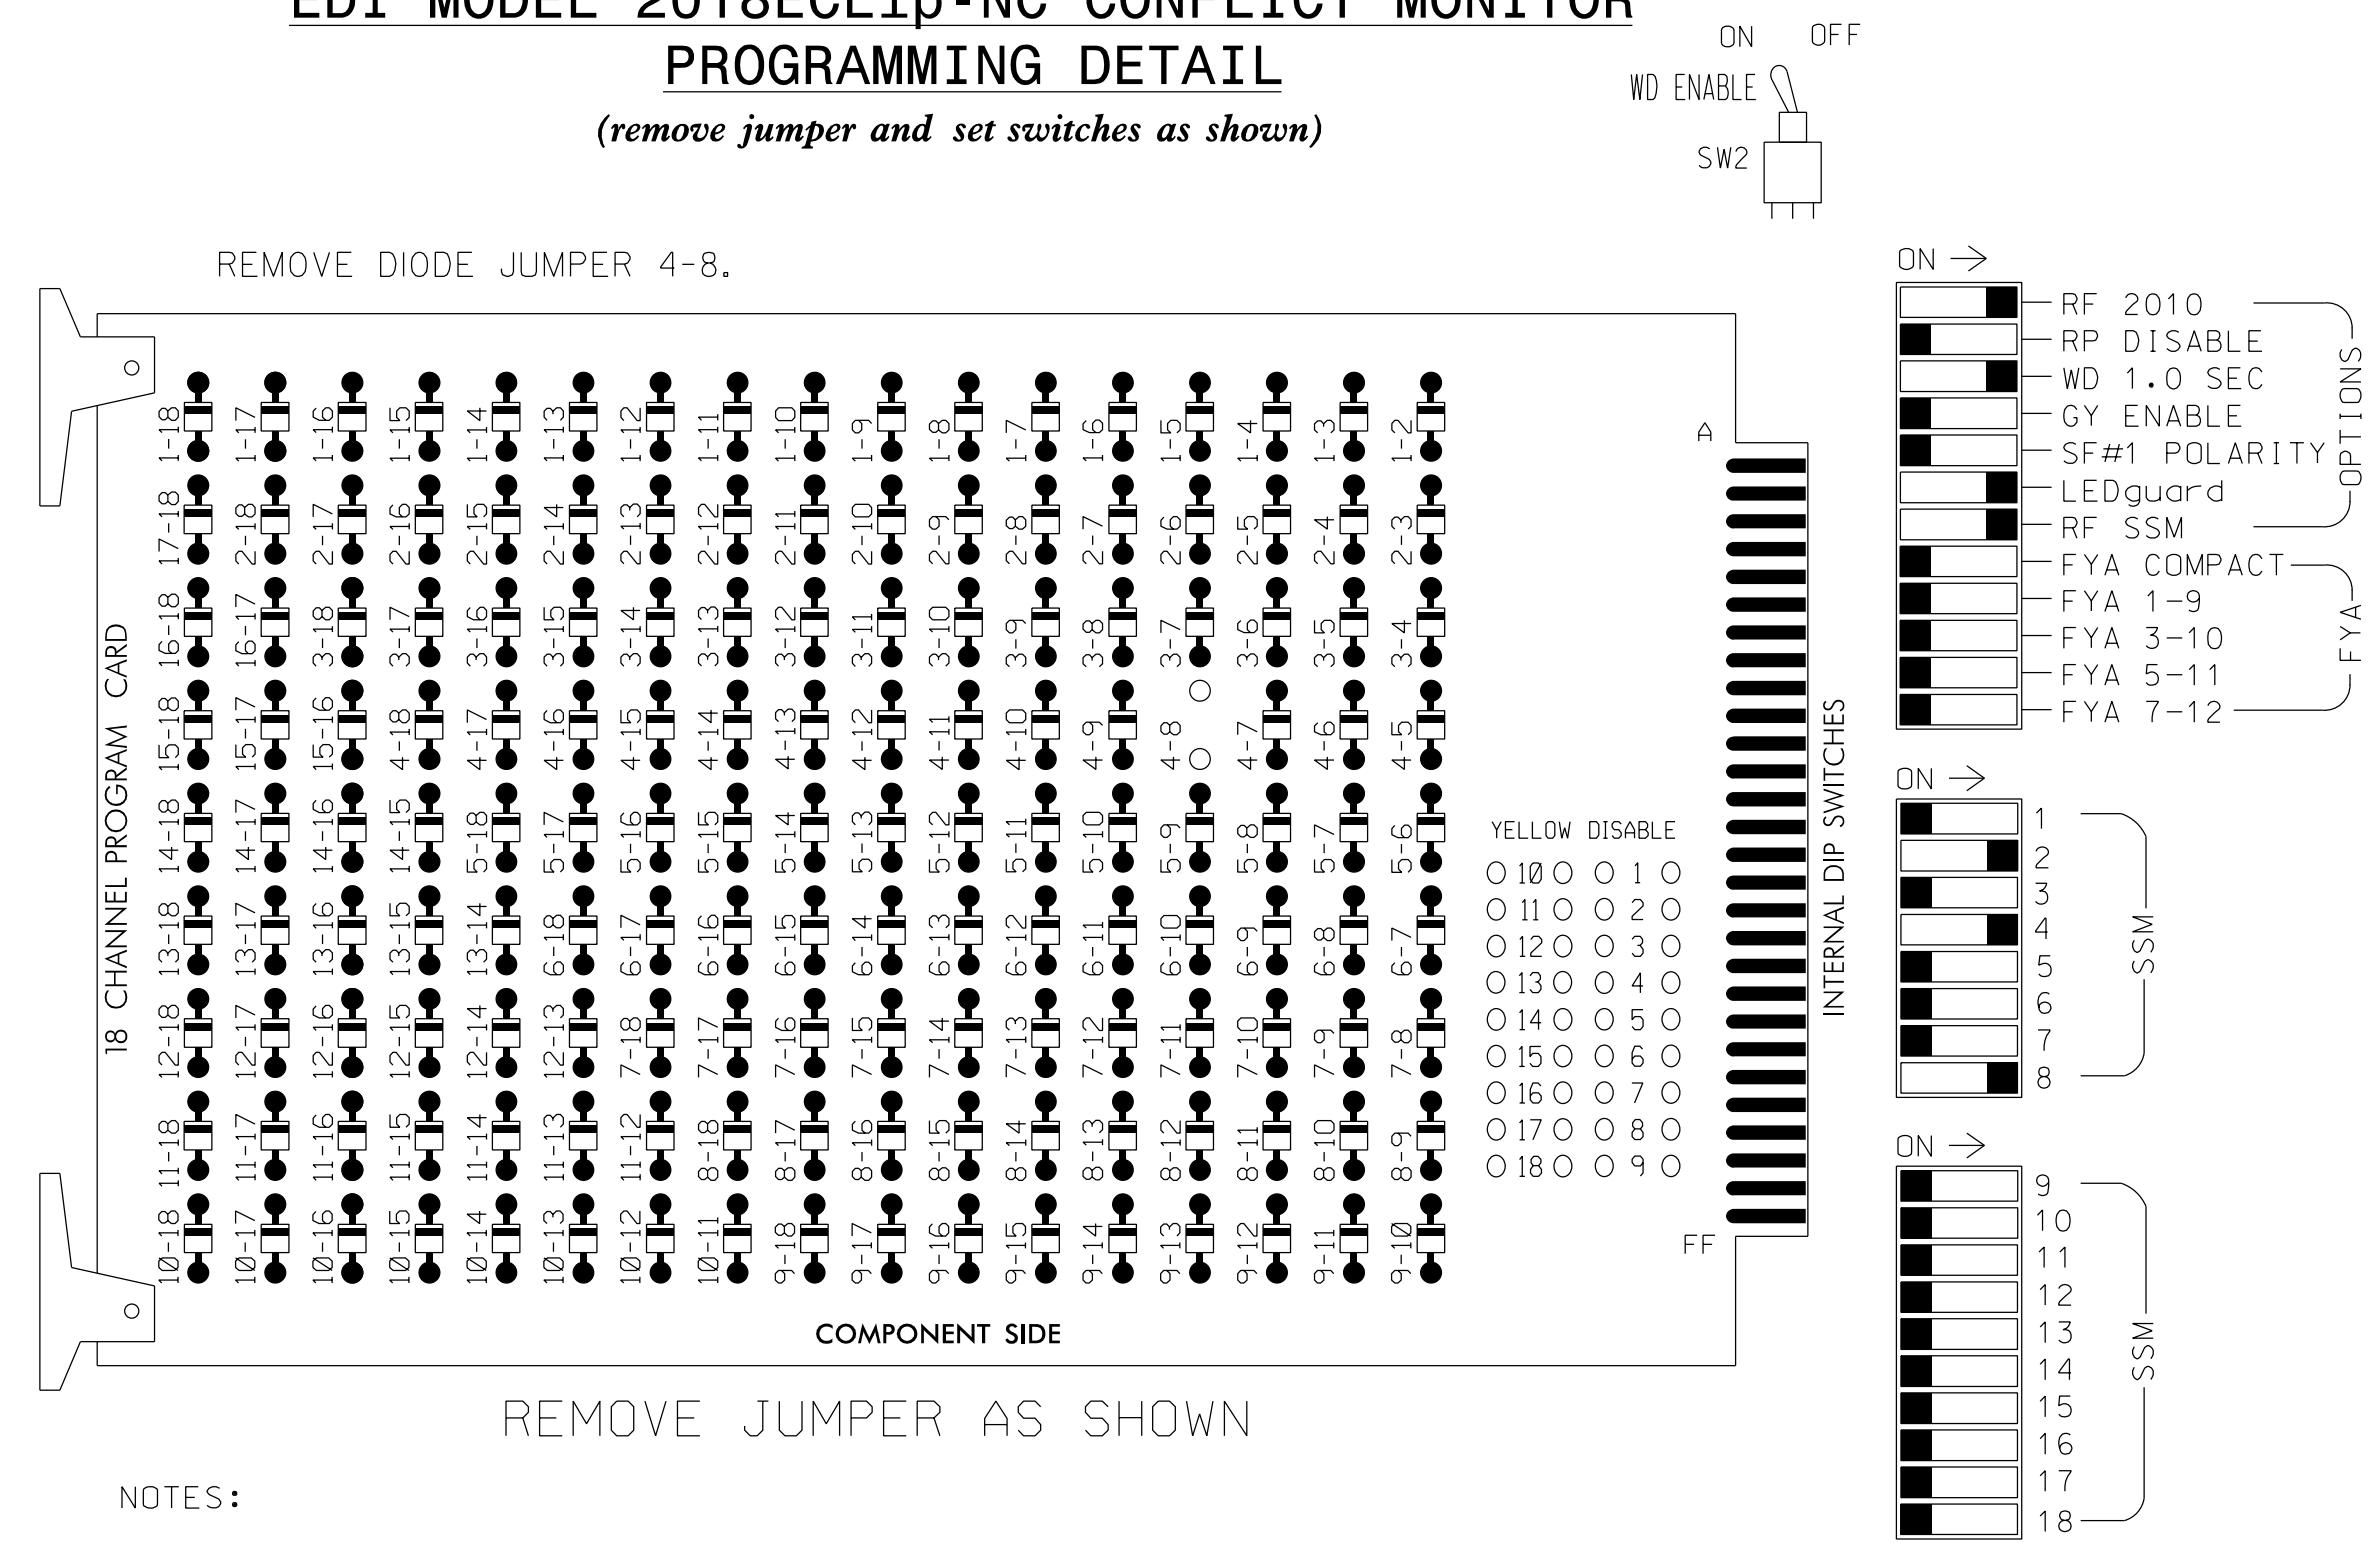 EDI MODEL 2018ECLip-NC CONFLICT MONITOR
PROGRAMMING DETAIL
(remove jumper and set switches as shown)
ON OFF
WD ENABLE
SW2
REMOVE DIODE JUMPER 4-8.
18 CHANNEL PROGRAM CARD
1-18 1-17 1-16 1-15 1-14 1-13 1-12 1-11 1-10 1-9 1-8 1-7 1-6 1-5 1-4 1-3 1-2
17-18 2-18 2-17 2-16 2-15 2-14 2-13 2-12 2-11 2-10 2-9 2-8 2-7 2-6 2-5 2-4 2-3
16-18 16-17 3-18 3-17 3-16 3-15 3-14 3-13 3-12 3-11 3-10 3-9 3-8 3-7 3-6 3-5 3-4
15-18 15-17 15-16 4-18 4-17 4-16 4-15 4-14 4-13 4-12 4-11 4-10 4-9 4-8 4-7 4-6 4-5
14-18 14-17 14-16 14-15 5-18 5-17 5-16 5-15 5-14 5-13 5-12 5-11 5-10 5-9 5-8 5-7 5-6
13-18 13-17 13-16 13-15 13-14 6-18 6-17 6-16 6-15 6-14 6-13 6-12 6-11 6-10 6-9 6-8 6-7
12-18 12-17 12-16 12-15 12-14 12-13 7-18 7-17 7-16 7-15 7-14 7-13 7-12 7-11 7-10 7-9 7-8
11-18 11-17 11-16 11-15 11-14 11-13 11-12 8-18 8-17 8-16 8-15 8-14 8-13 8-12 8-11 8-10 8-9
10-18 10-17 10-16 10-15 10-14 10-13 10-12 10-11 9-18 9-17 9-16 9-15 9-14 9-13 9-12 9-11 9-10
YELLOW DISABLE
10 1
11 2
12 3
13 4
14 5
15 6
16 7
17 8
18 9
A
FF
COMPONENT SIDE
INTERNAL DIP SWITCHES
ON
RF 2010
RP DISABLE
WD 1.0 SEC
GY ENABLE
SF#1 POLARITY
LEDguard
RF SSM
OPTIONS
FYA COMPACT
FYA 1-9
FYA 3-10
FYA 5-11
FYA 7-12
FYA
ON
1
2
3
4
5
6
7
8
SSM
ON
9
10
11
12
13
14
15
16
17
18
SSM
REMOVE JUMPER AS SHOWN
NOTES: